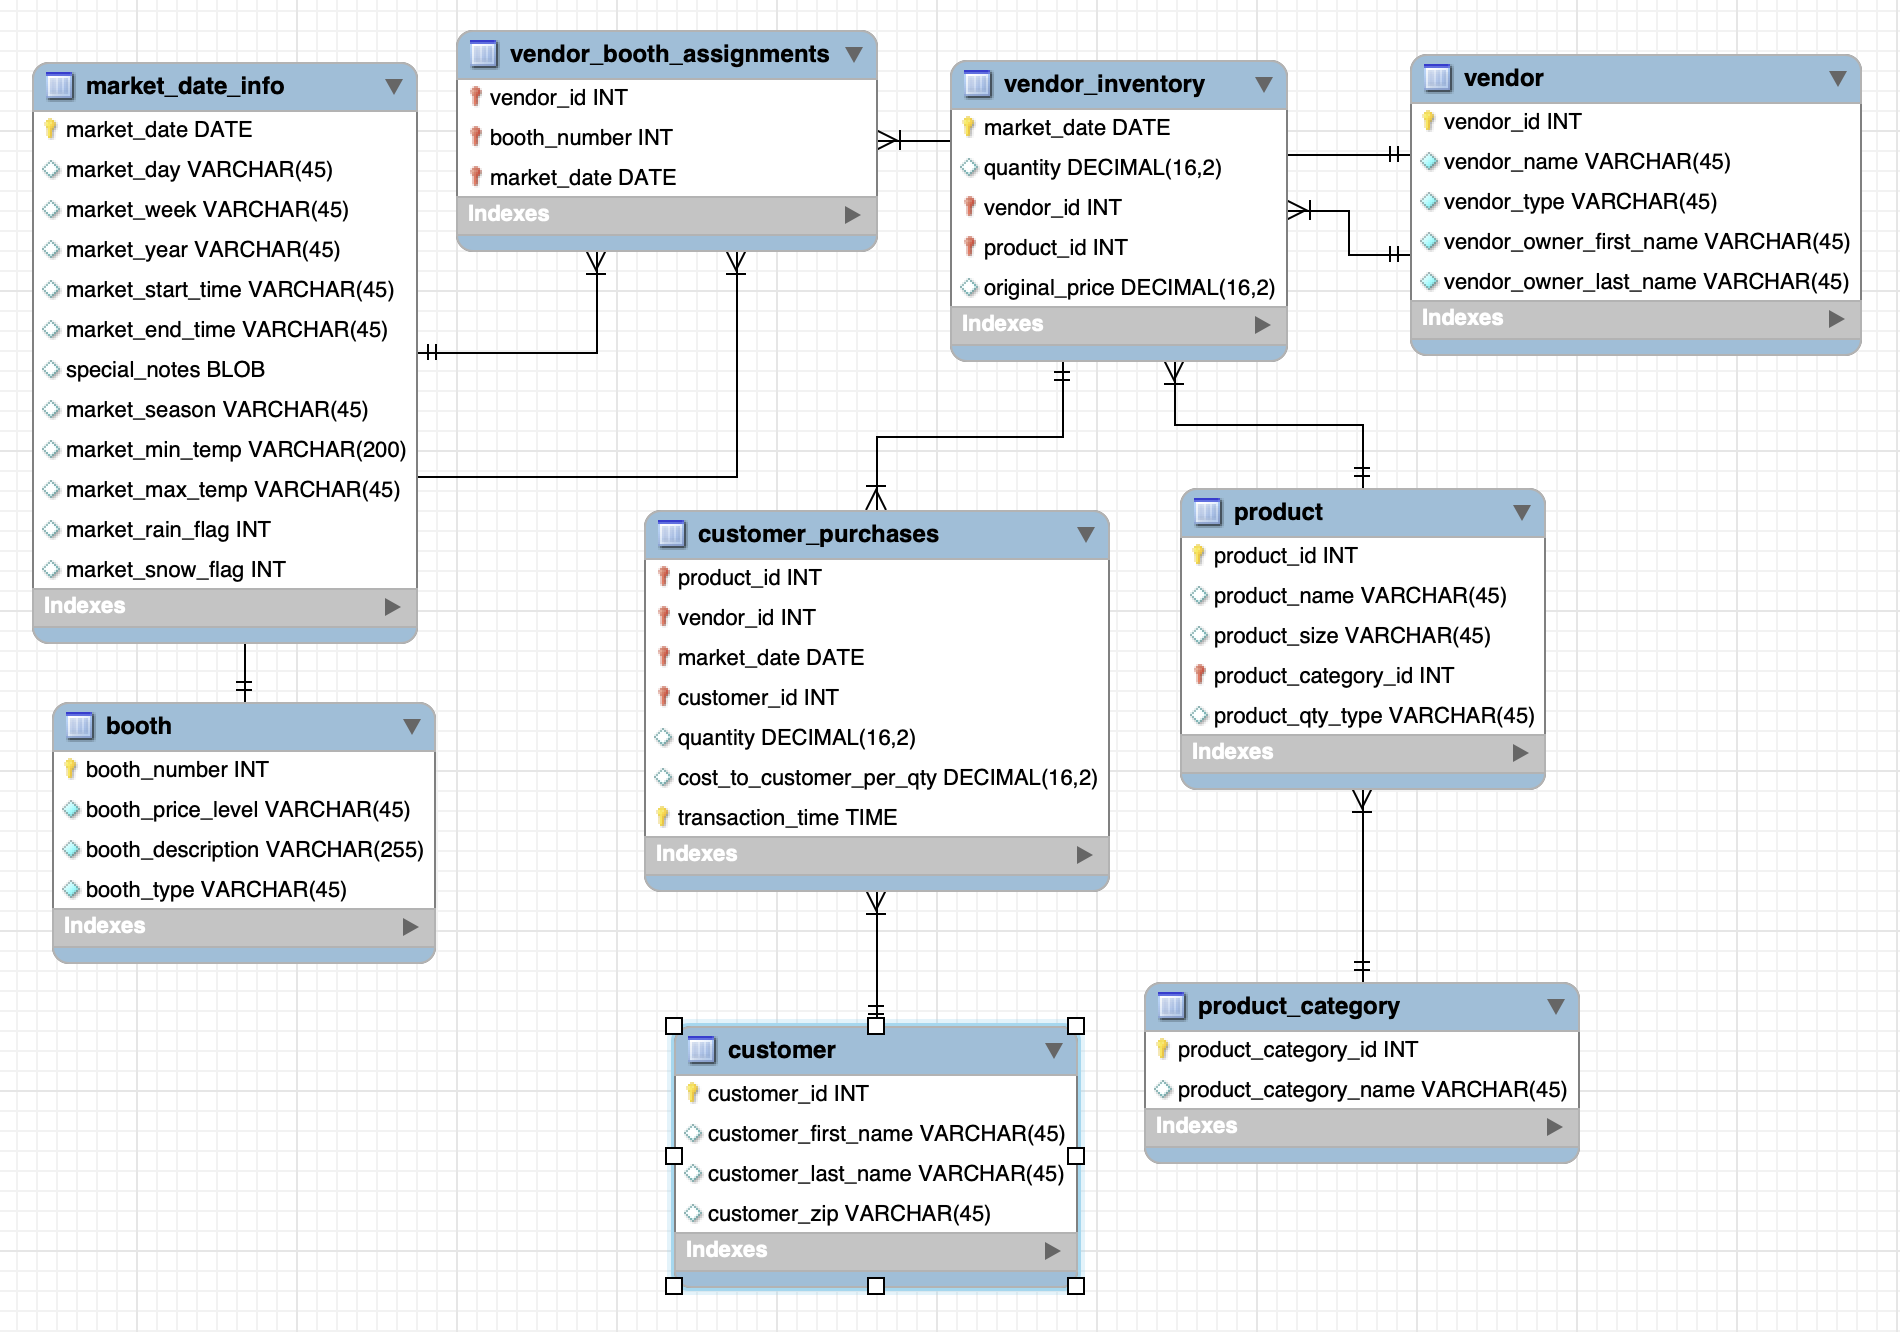 market_date_info
market_date DATE
market_day VARCHAR(45)
market_week VARCHAR(45)
market_year VARCHAR(45)
market_start_time VARCHAR(45)
market_end_time VARCHAR(45)
special_notes BLOB
market_season VARCHAR(45)
market_min_temp VARCHAR(200)
market_max_temp VARCHAR(45)
market_rain_flag INT
market_snow_flag INT
Indexes
vendor_booth_assignments
vendor_id INT
booth_number INT
market_date DATE
Indexes
vendor_inventory
market_date DATE
quantity DECIMAL(16,2)
vendor_id INT
product_id INT
original_price DECIMAL(16,2)
Indexes
vendor
vendor_id INT
vendor_name VARCHAR(45)
vendor_type VARCHAR(45)
vendor_owner_first_name VARCHAR(45)
vendor_owner_last_name VARCHAR(45)
Indexes
booth
booth_number INT
booth_price_level VARCHAR(45)
booth_description VARCHAR(255)
booth_type VARCHAR(45)
Indexes
customer_purchases
product_id INT
vendor_id INT
market_date DATE
customer_id INT
quantity DECIMAL(16,2)
cost_to_customer_per_qty DECIMAL(16,2)
transaction_time TIME
Indexes
product
product_id INT
product_name VARCHAR(45)
product_size VARCHAR(45)
product_category_id INT
product_qty_type VARCHAR(45)
Indexes
customer
customer_id INT
customer_first_name VARCHAR(45)
customer_last_name VARCHAR(45)
customer_zip VARCHAR(45)
Indexes
product_category
product_category_id INT
product_category_name VARCHAR(45)
Indexes